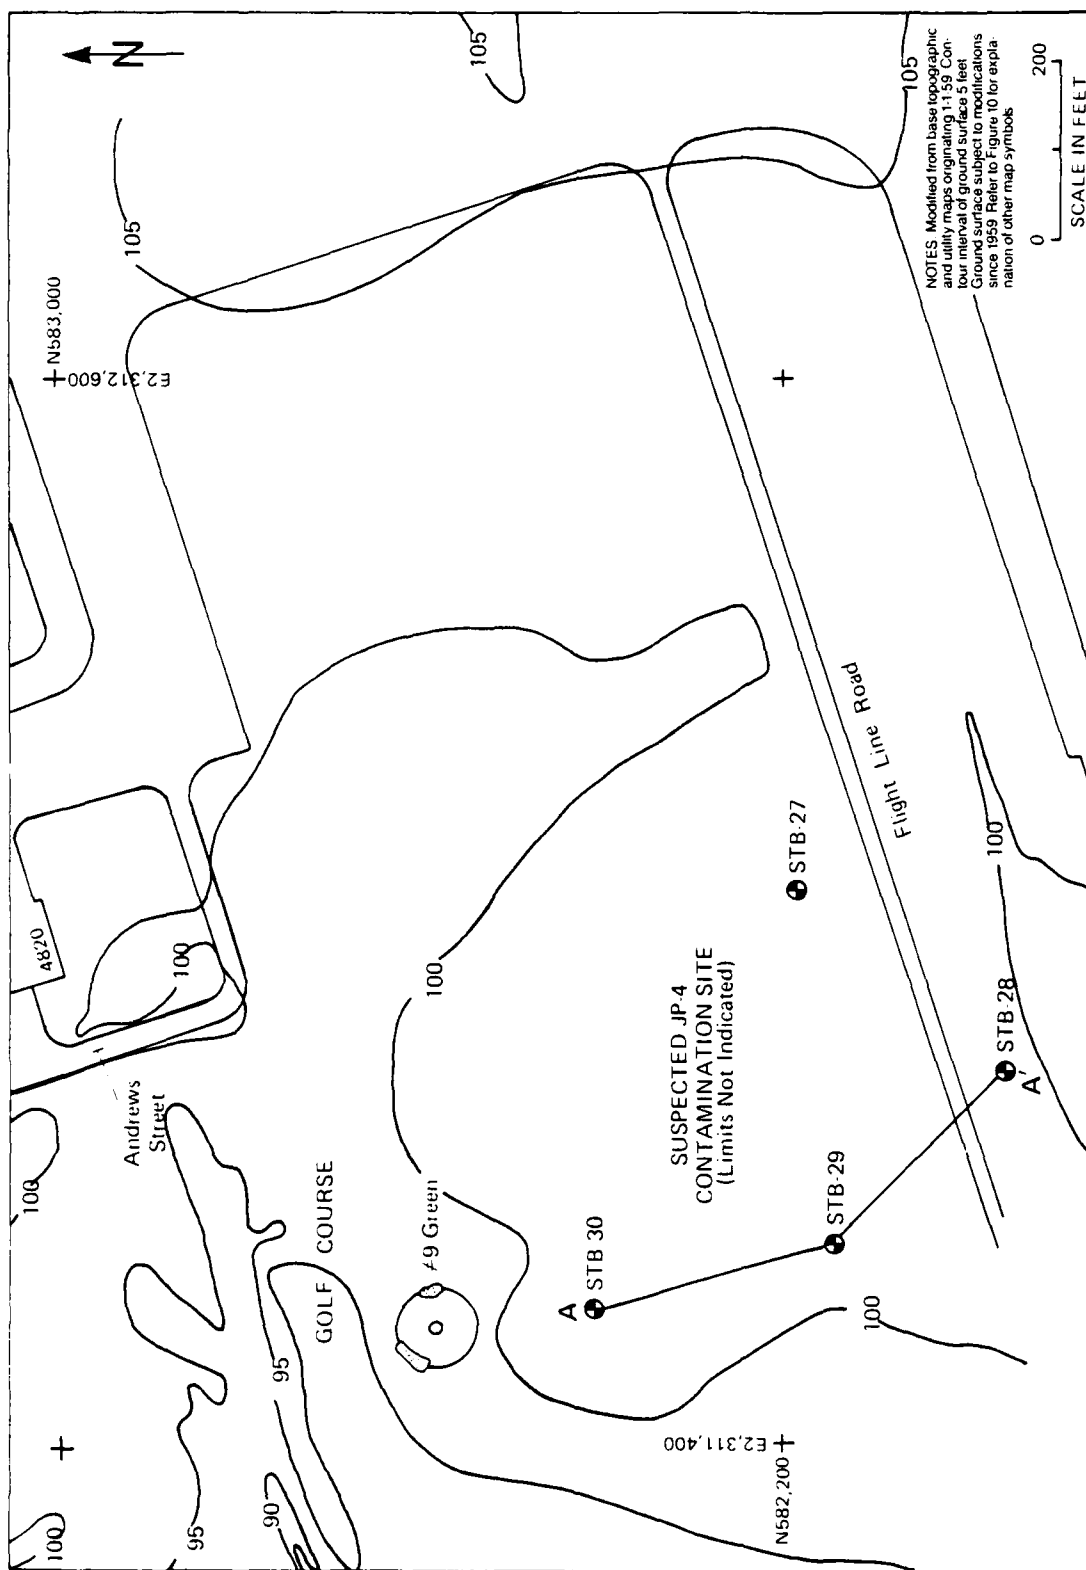 N
105
105
N583,000
E2,312,600
105
NOTES Modified from base topographic
and utility maps originating 1-1 59 Con-
tour interval of ground surface 5 feet
Ground surface subject to modifications
since 1959 Refer to Figure 10 for expla-
nation of other map symbols
0
200
SCALE IN FEET
4820
100
Andrews
Street
100
100
95
90
95
GOLF COURSE
#9 Green
100
SUSPECTED JP-4
CONTAMINATION SITE
(Limits Not Indicated)
STB-27
Flight Line Road
100
STB-28
A'
STB-29
STB 30
A
100
E2,311,400
N582,200